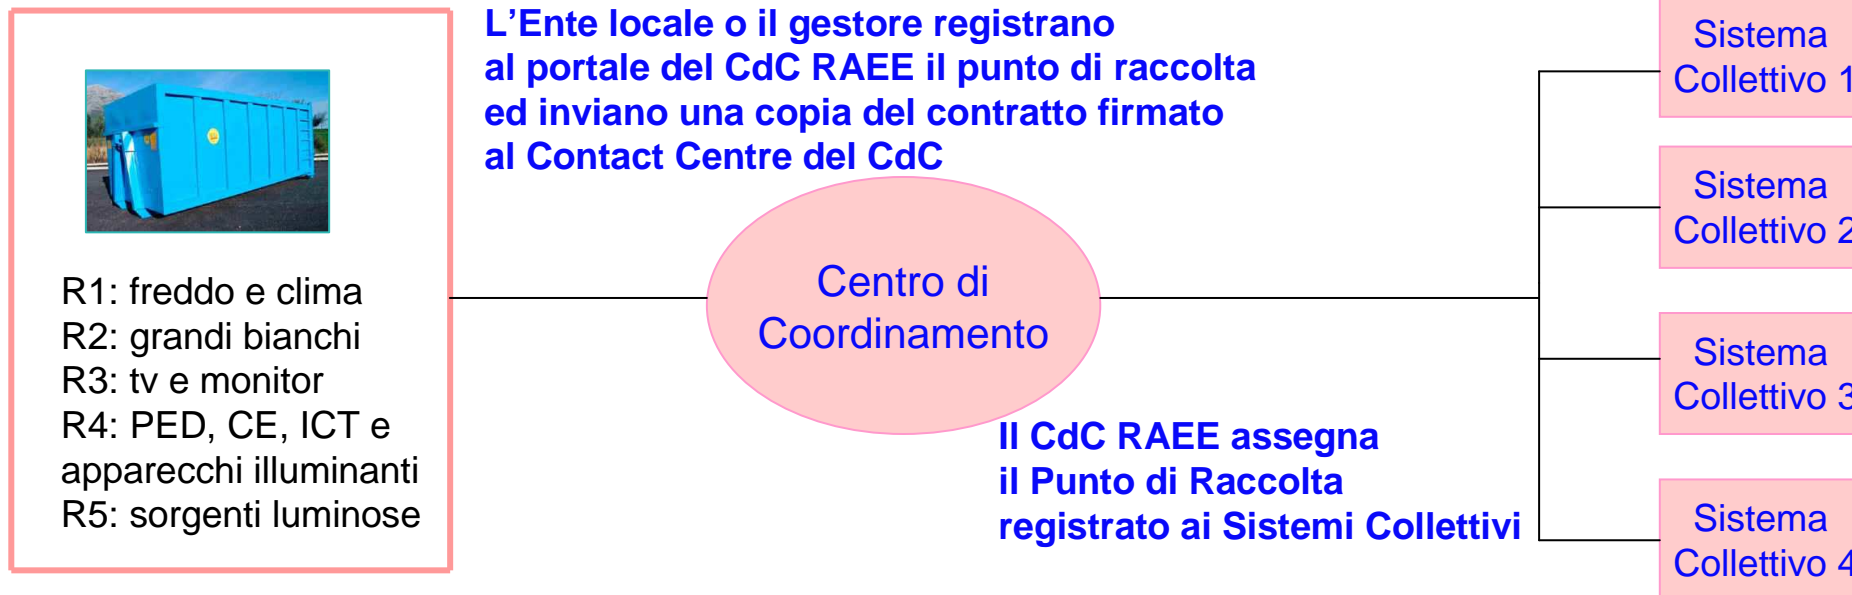 L’Ente locale o il gestore registrano
al portale del CdC RAEE il punto di raccolta
ed inviano una copia del contratto firmato
al Contact Centre del CdC
R1: freddo e clima
R2: grandi bianchi
R3: tv e monitor
R4: PED, CE, ICT e
apparecchi illuminanti
R5: sorgenti luminose
Centro di
Coordinamento
Il CdC RAEE assegna
il Punto di Raccolta
registrato ai Sistemi Collettivi
Sistema
Collettivo 1
Sistema
Collettivo 2
Sistema
Collettivo 3
Sistema
Collettivo 4